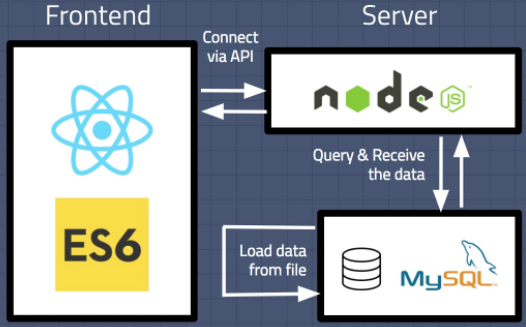 Frontend
Server
Connect
via API
node
JS
ES6
Query & Receive
the data
Load data
from file
MySQL